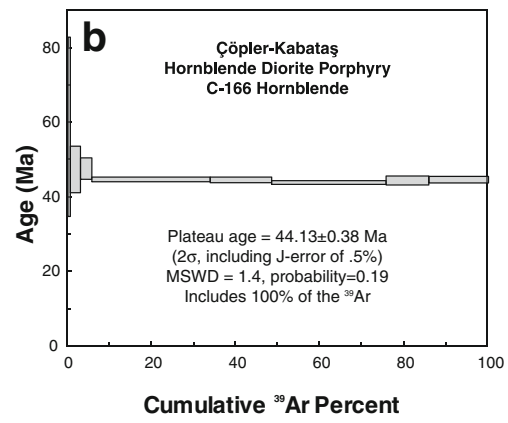 b
Çöpler-Kabataş
Hornblende Diorite Porphyry
C-166 Hornblende
80
60
40
20
0
Age (Ma)
Plateau age = 44.13±0.38 Ma
(2σ, including J-error of .5%)
MSWD = 1.4, probability=0.19
Includes 100% of the ³⁹Ar
0 20 40 60 80 100
Cumulative ³⁹Ar Percent